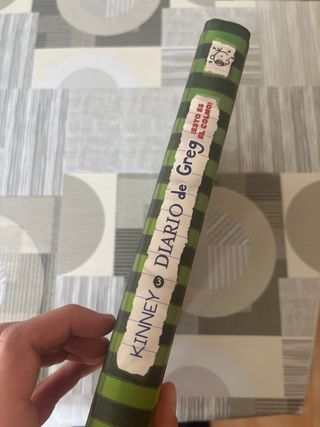 KINNEY 3 DIARIO de Greg
¡ESTO ES
EL COLMO!